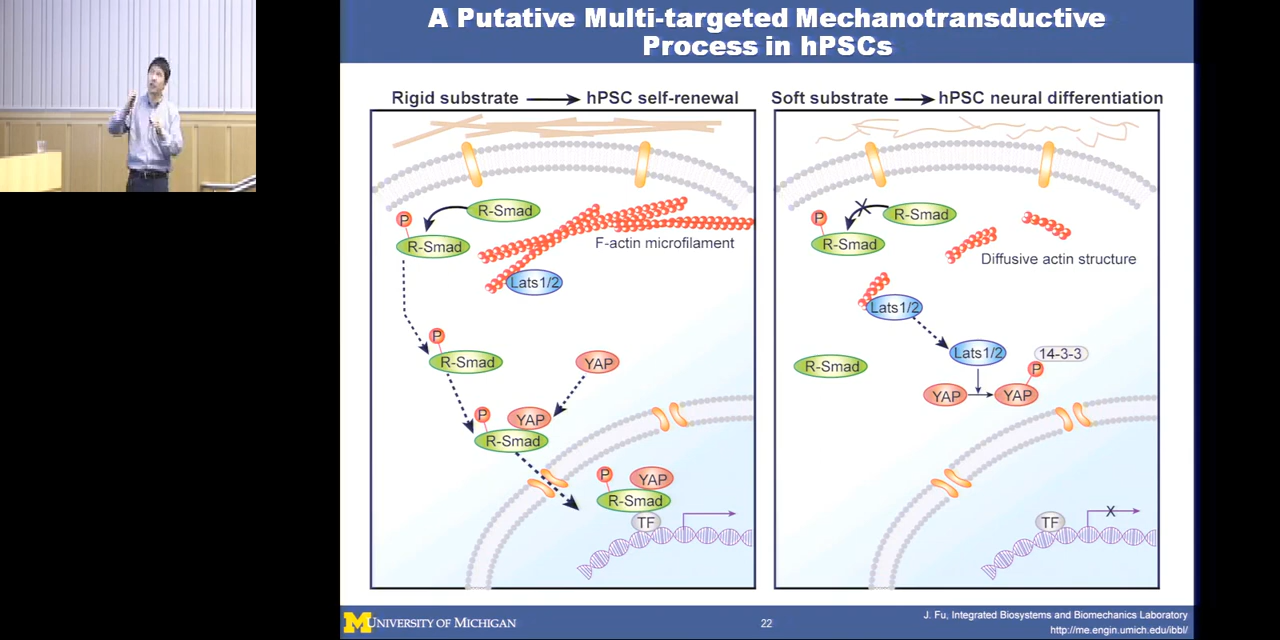 A Putative Multi-targeted Mechanotransductive
Process in hPSCs
Rigid substrate
hPSC self-renewal
Soft substrate
hPSC neural differentiation
R-Smad
P
R-Smad
F-actin microfilament
Lats1/2
P
R-Smad
YAP
P
YAP
R-Smad
P
YAP
R-Smad
TF
P
R-Smad
R-Smad
Diffusive actin structure
Lats1/2
Lats1/2
14-3-3
P
R-Smad
YAP
YAP
TF
X
M UNIVERSITY OF MICHIGAN
22
J. Fu, Integrated Biosystems and Biomechanics Laboratory
http://me.engin.umich.edu/ibbl/